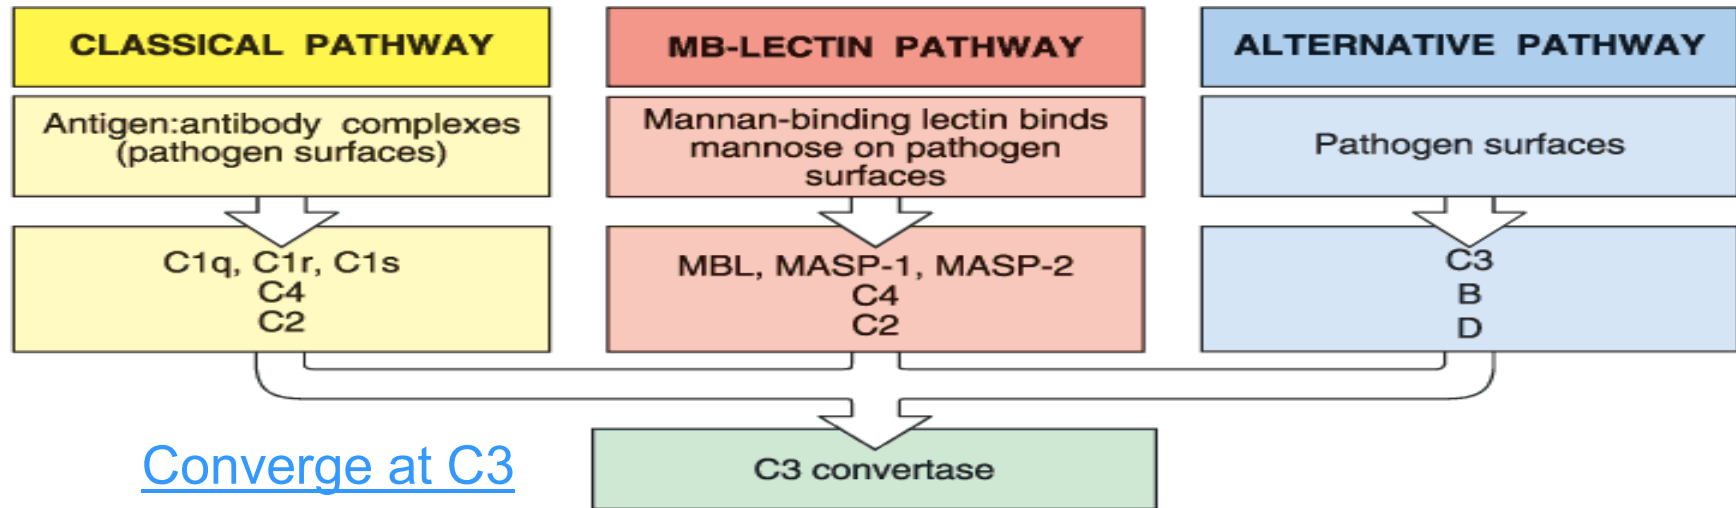 CLASSICAL PATHWAY
Antigen:antibody complexes
(pathogen surfaces)
C1q, C1r, C1s
C4
C2
MB-LECTIN PATHWAY
Mannan-binding lectin binds
mannose on pathogen
surfaces
MBL, MASP-1, MASP-2
C4
C2
ALTERNATIVE PATHWAY
Pathogen surfaces
C3
B
D
Converge at C3
C3 convertase